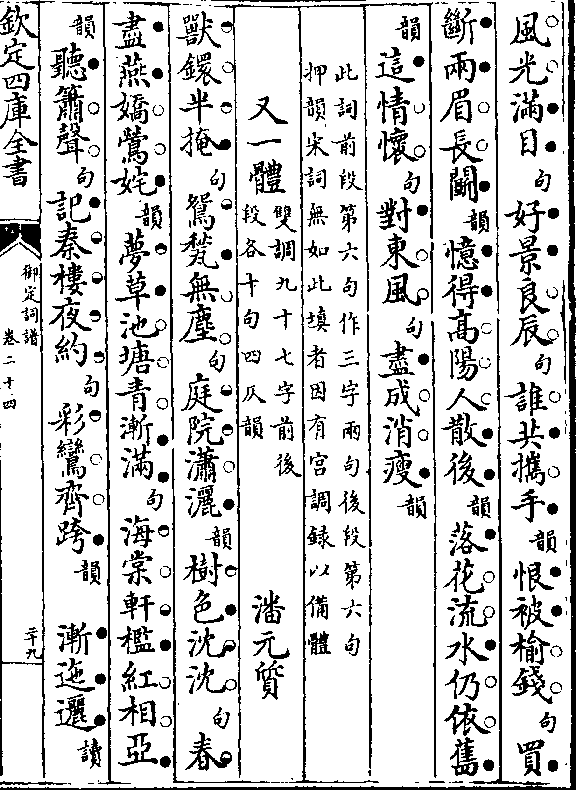 風光滿目句好景良辰句誰共攜手韻恨被榆錢句買
斷兩眉長鬬韻憶得高陽人散後韻落花流水仍依舊
韻這情懷句對東風句盡成消瘦韻
此詞前段第六句作三字兩句後段第六句
押韻宋詞無如此填者因有宫調録以備體
又一體雙調九十七字前後
段各十句四仄韻潘元質
獸鐶半掩句鴛甃無塵句庭院瀟灑韻樹色沈沈句春
盡燕嬌鶯姹韻夢草池塘青漸滿句海棠軒檻紅相亞
韻聽簫聲句記秦樓夜約句彩鸞齊跨韻漸迤邐讀
欽定四庫全書
御定詞譜
卷二十四
二十九